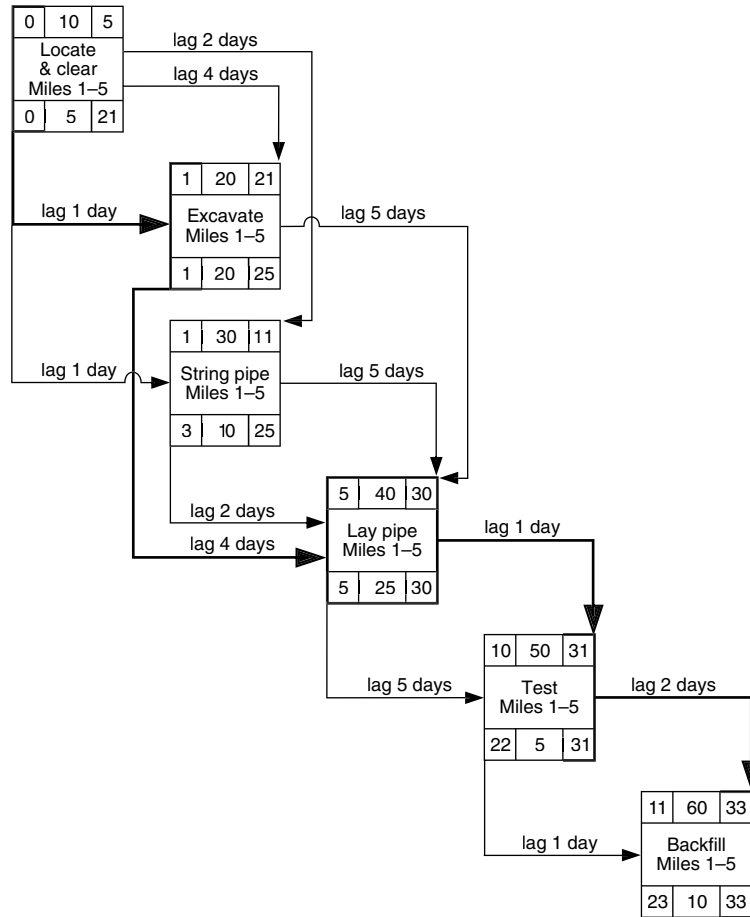 0 10 5
lag 2 days
Locate
& clear
Miles 1–5
lag 4 days
0 5 21
1 20 21
lag 1 day
Excavate
Miles 1–5
lag 5 days
1 20 25
1 30 11
lag 1 day
String pipe
Miles 1–5
lag 5 days
3 10 25
5 40 30
lag 2 days
lag 4 days
Lay pipe
Miles 1–5
lag 1 day
5 25 30
10 50 31
lag 5 days
Test
Miles 1–5
lag 2 days
22 5 31
11 60 33
lag 1 day
Backfill
Miles 1–5
23 10 33